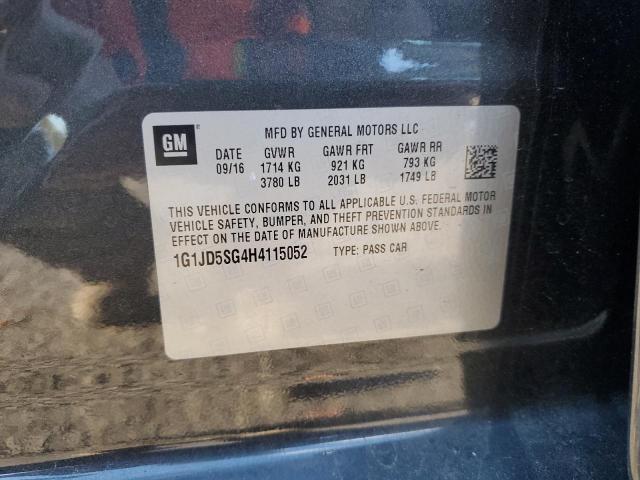 GM
MFD BY GENERAL MOTORS LLC
DATE GVWR GAWR FRT GAWR RR
09/16 1714 KG 921 KG 793 KG
3780 LB 2031 LB 1749 LB
THIS VEHICLE CONFORMS TO ALL APPLICABLE U.S. FEDERAL MOTOR
VEHICLE SAFETY, BUMPER, AND THEFT PREVENTION STANDARDS IN
EFFECT ON THE DATE OF MANUFACTURE SHOWN ABOVE.
1G1JD5SG4H4115052 TYPE: PASS CAR